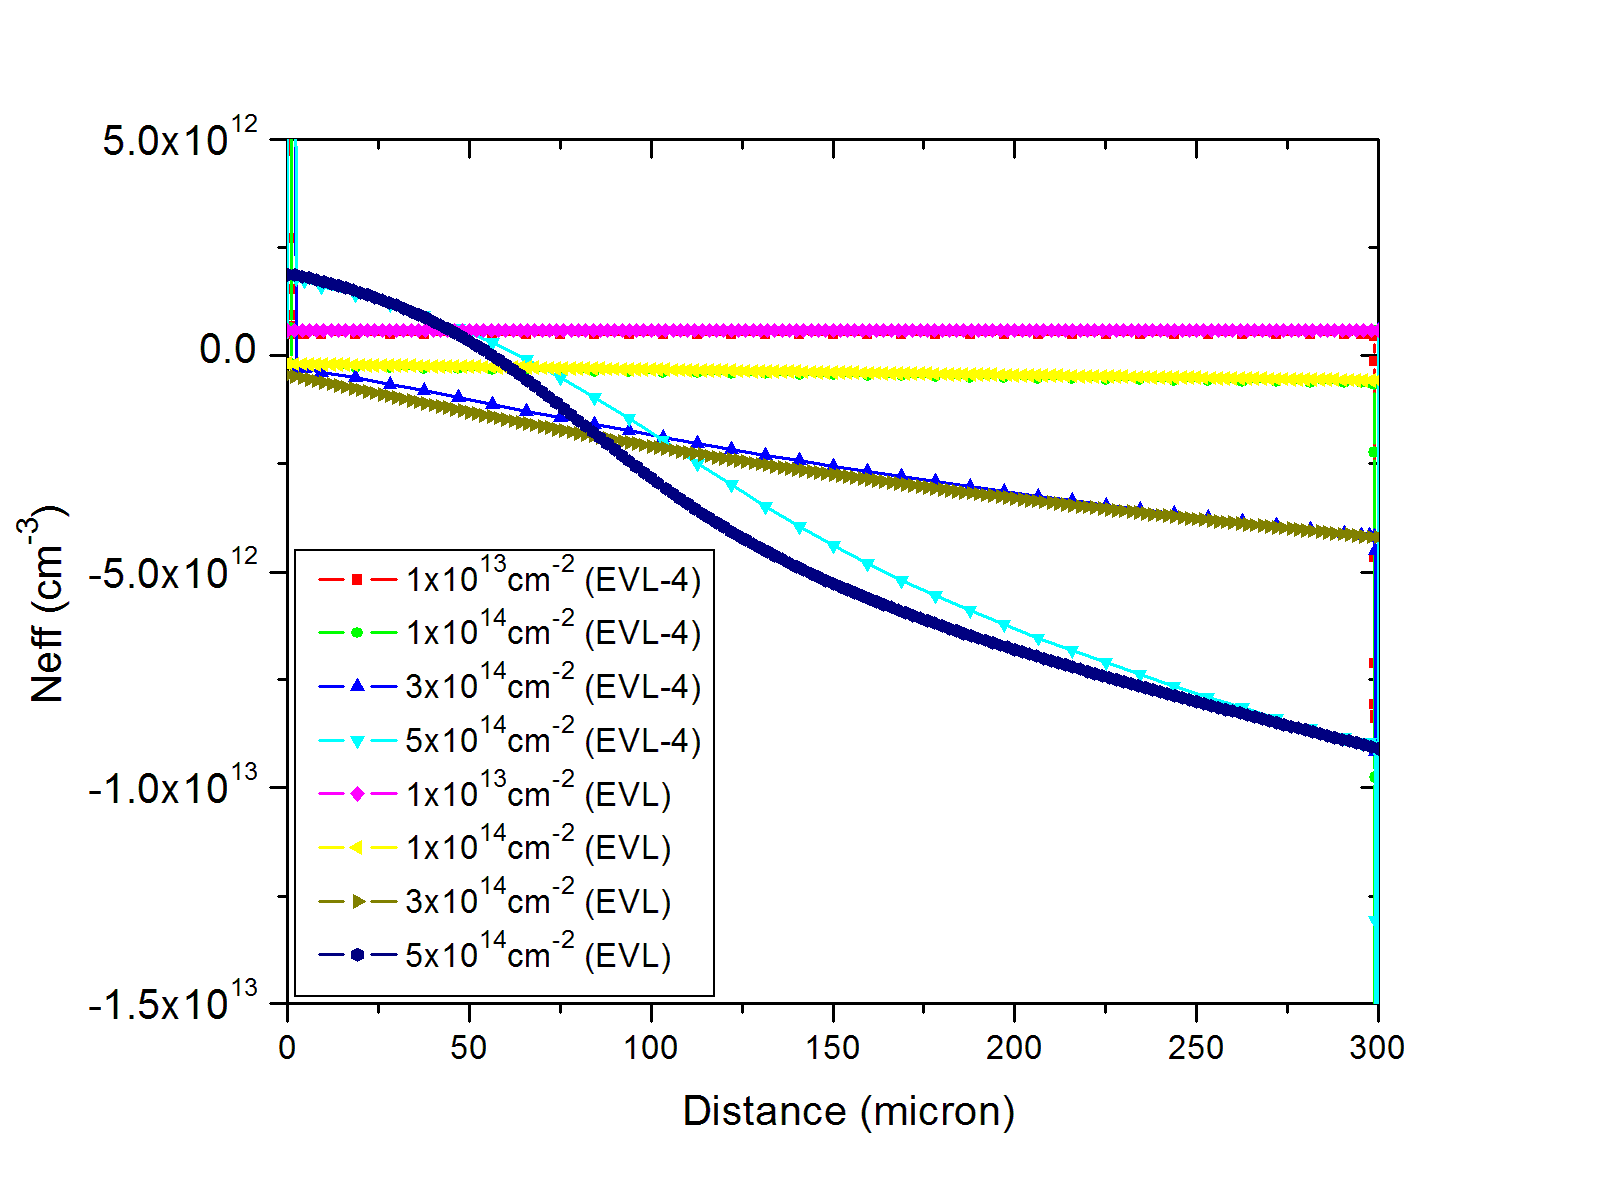 5.0x10^12
0.0
-5.0x10^12
-1.0x10^13
-1.5x10^13
Neff (cm^-3)
1x10^13cm^-2 (EVL-4)
1x10^14cm^-2 (EVL-4)
3x10^14cm^-2 (EVL-4)
5x10^14cm^-2 (EVL-4)
1x10^13cm^-2 (EVL)
1x10^14cm^-2 (EVL)
3x10^14cm^-2 (EVL)
5x10^14cm^-2 (EVL)
0 50 100 150 200 250 300
Distance (micron)